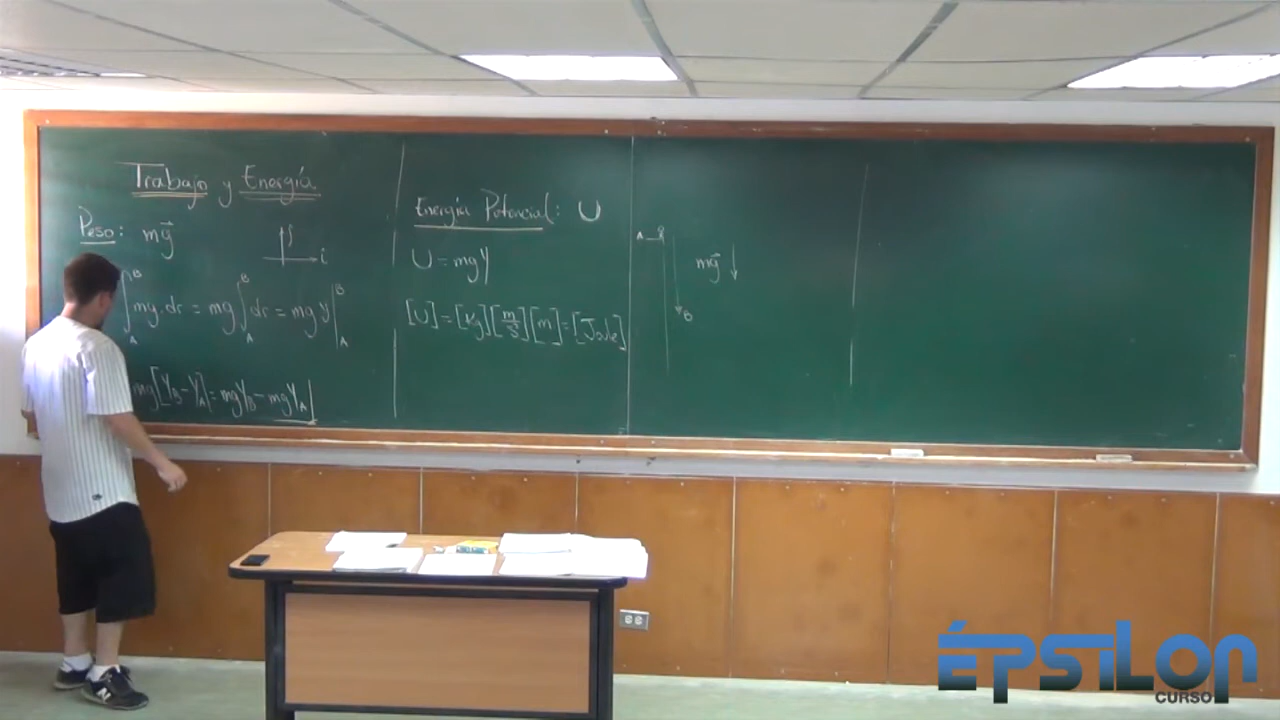 Trabajo y Energía
Peso: mg⃗
j
i
∫_A^B mg·dr = mg ∫_A^B dr = mg y |_A^B
mg[Y_B - Y_A] = mgY_B - mgY_A
Energía Potencial: U
U = mgY
[U] = [Kg][m/S][m] = [Joule]
A
B
mg⃗ ↓
ÉPSILON
CURSO